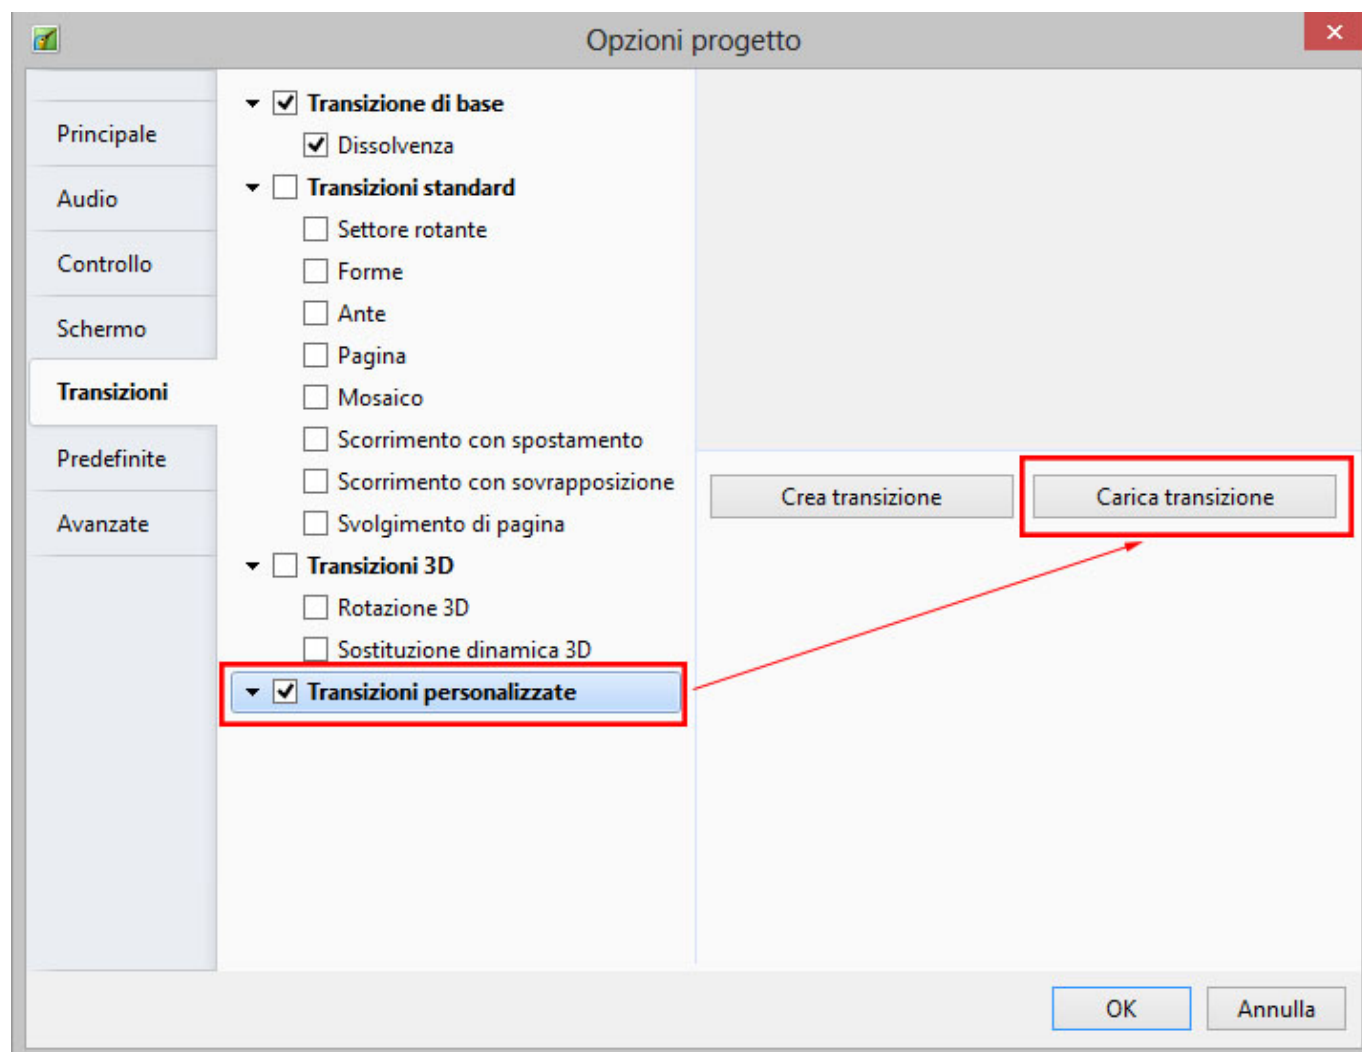 Opzioni progetto
Principale
Audio
Controllo
Schermo
Transizioni
Predefinite
Avanzate
Transizione di base
Dissolvenza
Transizioni standard
Settore rotante
Forme
Ante
Pagina
Mosaico
Scorrimento con spostamento
Scorrimento con sovrapposizione
Svolgimento di pagina
Transizioni 3D
Rotazione 3D
Sostituzione dinamica 3D
Transizioni personalizzate
Crea transizione
Carica transizione
OK
Annulla